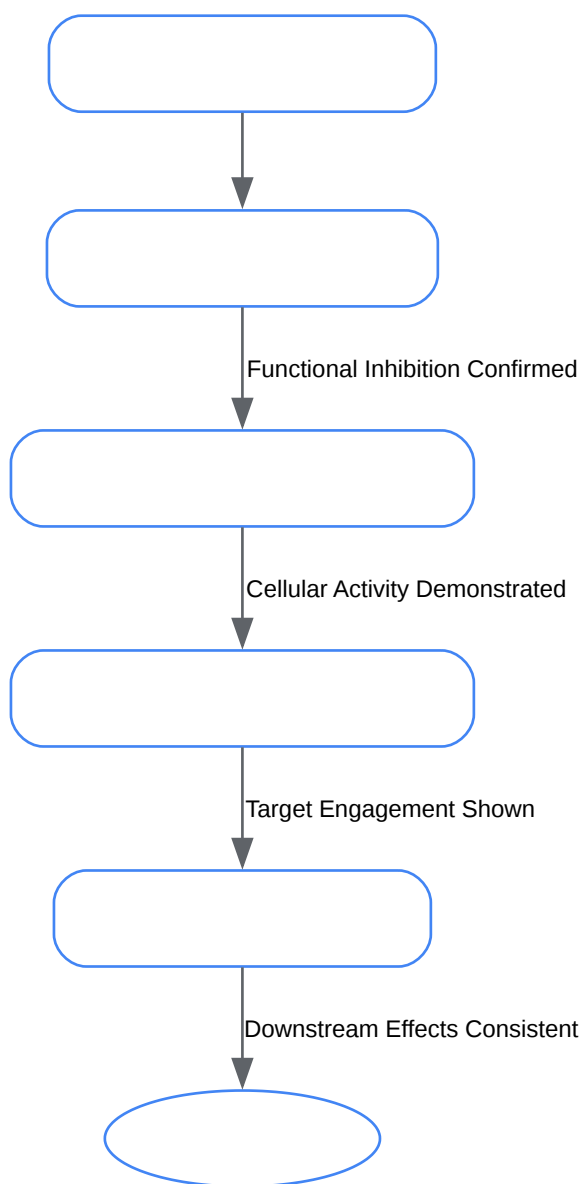 Functional Inhibition Confirmed
Cellular Activity Demonstrated
Target Engagement Shown
Downstream Effects Consistent